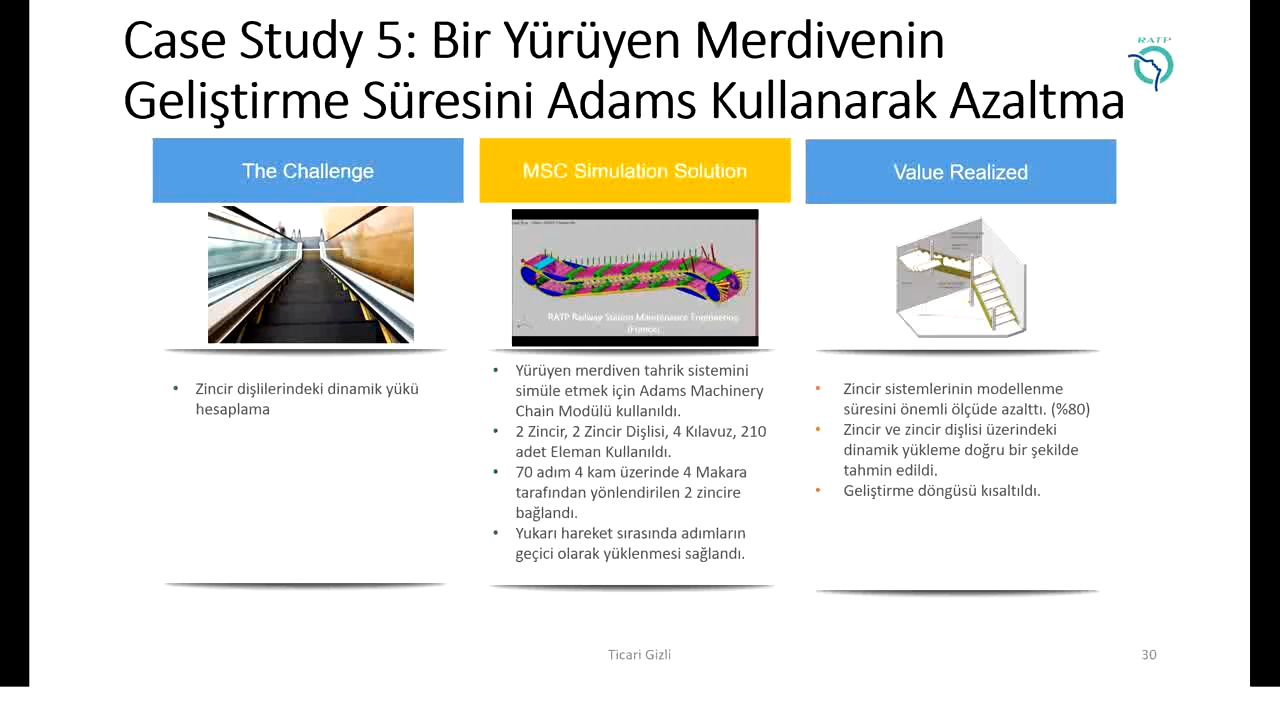 Case Study 5: Bir Yürüyen Merdivenin
Geliştirme Süresini Adams Kullanarak Azaltma
RATP
The Challenge
MSC Simulation Solution
Value Realized
RATP Railway Station Maintenance Engineering
(France)
• Zincir dişlilerindeki dinamik yükü
hesaplama
• Yürüyen merdiven tahrik sistemini
simüle etmek için Adams Machinery
Chain Modülü kullanıldı.
• 2 Zincir, 2 Zincir Dişlisi, 4 Kılavuz, 210
adet Eleman Kullanıldı.
• 70 adım 4 kam üzerinde 4 Makara
tarafından yönlendirilen 2 zincire
bağlandı.
• Yukarı hareket sırasında adımların
geçici olarak yüklenmesi sağlandı.
• Zincir sistemlerinin modellenme
süresini önemli ölçüde azalttı. (%80)
• Zincir ve zincir dişlisi üzerindeki
dinamik yükleme doğru bir şekilde
tahmin edildi.
• Geliştirme döngüsü kısaltıldı.
Ticari Gizli
30